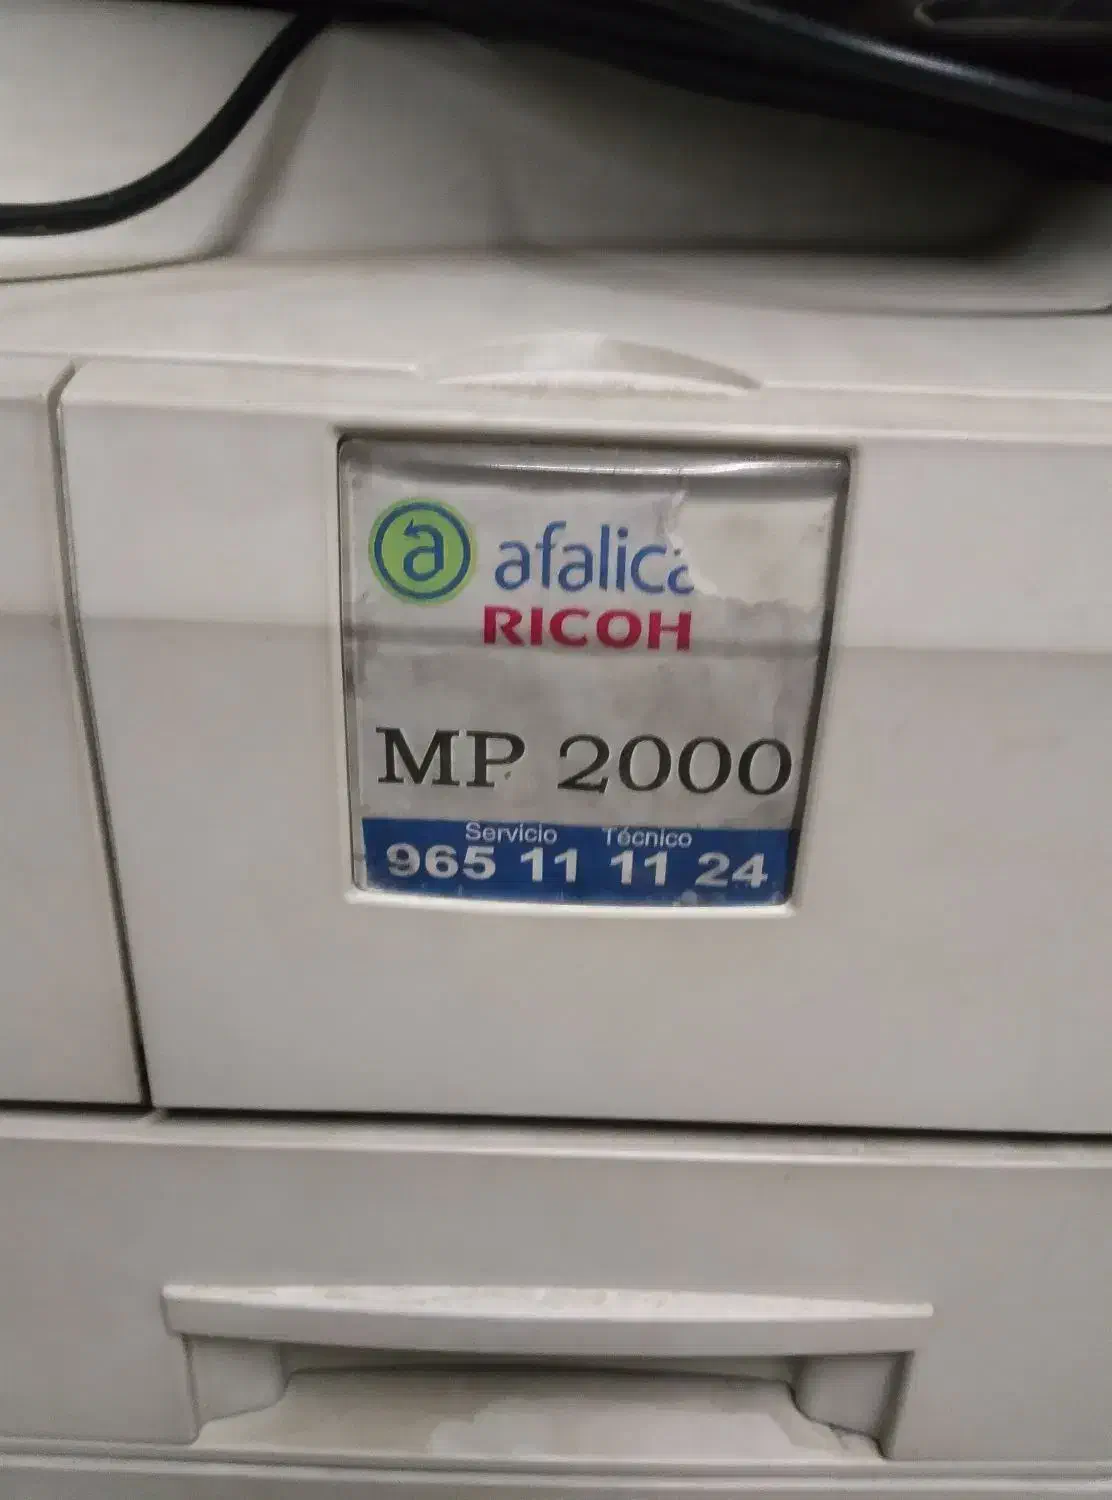 a afalica
RICOH
MP 2000
Servicio Técnico
965 11 11 24